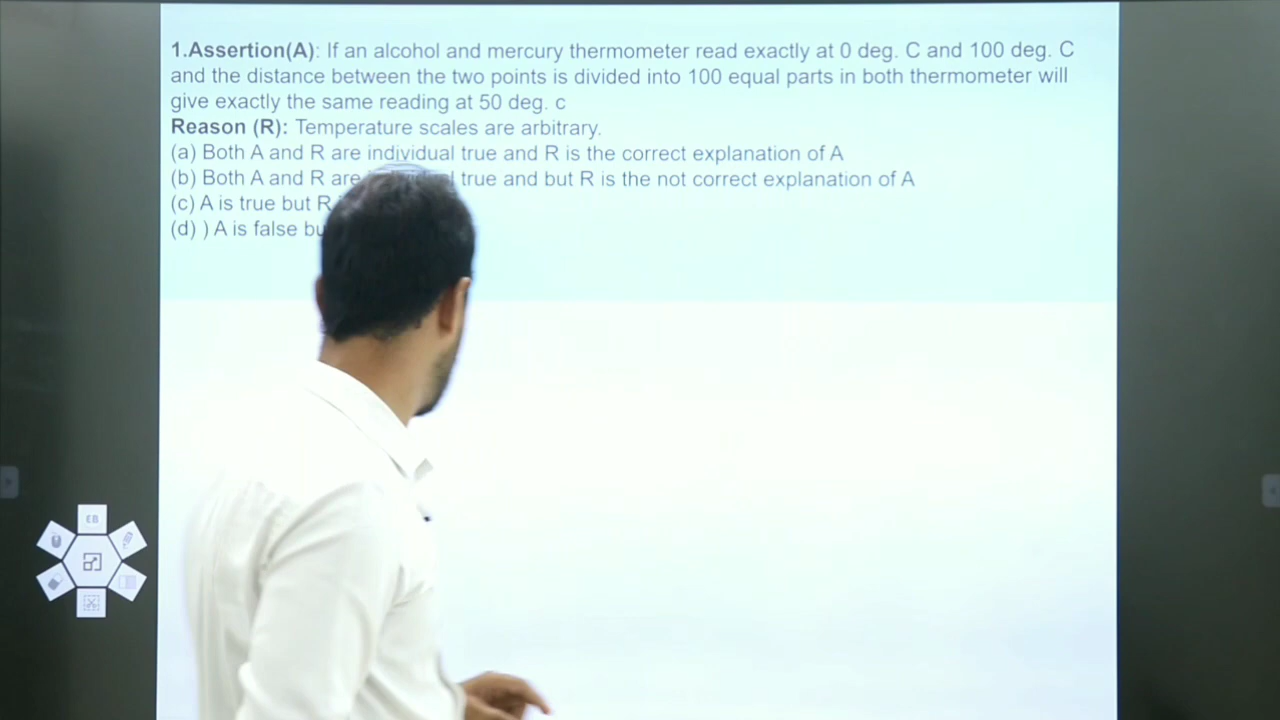 1.Assertion(A): If an alcohol and mercury thermometer read exactly at 0 deg. C and 100 deg. C
and the distance between the two points is divided into 100 equal parts in both thermometer will
give exactly the same reading at 50 deg. c
Reason (R): Temperature scales are arbitrary.
(a) Both A and R are individual true and R is the correct explanation of A
(b) Both A and R are true and but R is the not correct explanation of A
(c) A is true but R
(d) ) A is false
EB